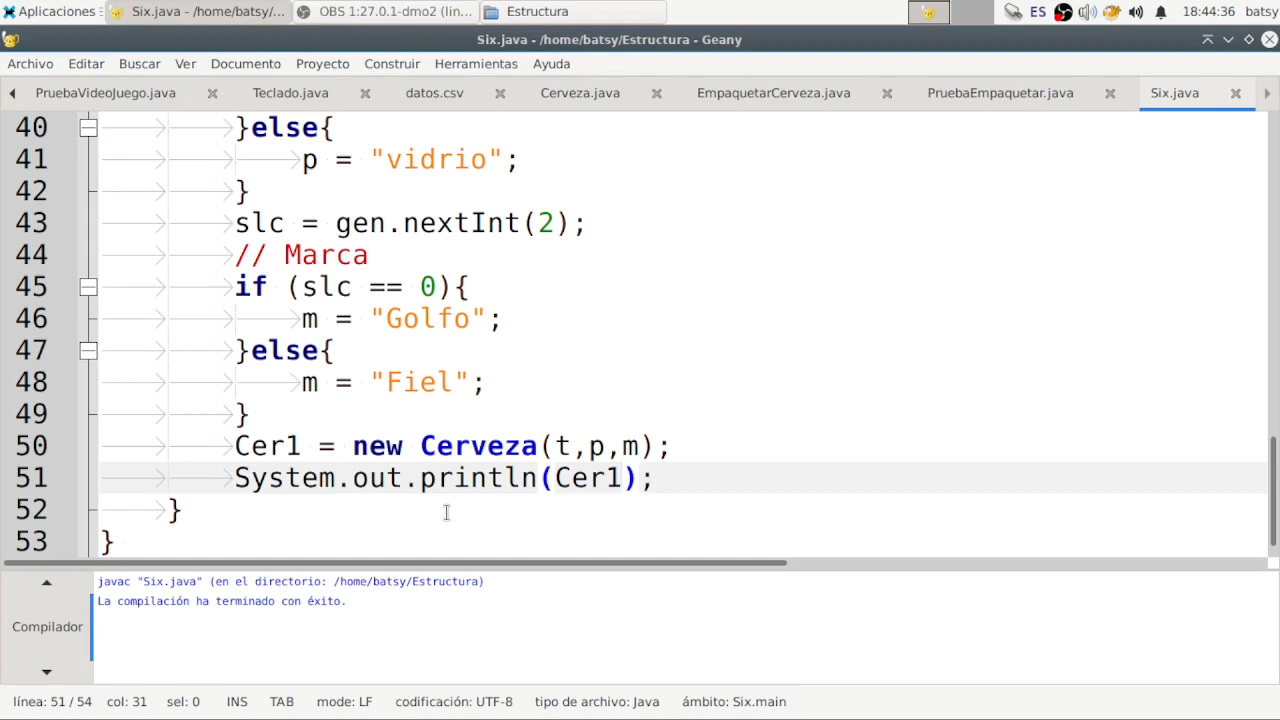 Aplicaciones Six.java - /home/batsy/... OBS 1:27.0.1-dmo2 (lin... Estructura ES 18:44:36 batsy
Six.java - /home/batsy/Estructura - Geany
Archivo Editar Buscar Ver Documento Proyecto Construir Herramientas Ayuda
PruebaVideoJuego.java Teclado.java datos.csv Cerveza.java EmpaquetarCerveza.java PruebaEmpaquetar.java Six.java
40 }else{
41 p = "vidrio";
42 }
43 slc = gen.nextInt(2);
44 // Marca
45 if (slc == 0){
46 m = "Golfo";
47 }else{
48 m = "Fiel";
49 }
50 Cer1 = new Cerveza(t,p,m);
51 System.out.println(Cer1);
52 }
53 }
javac "Six.java" (en el directorio: /home/batsy/Estructura)
La compilación ha terminado con éxito.
Compilador
línea: 51 / 54 col: 31 sel: 0 INS TAB mode: LF codificación: UTF-8 tipo de archivo: Java ámbito: Six.main